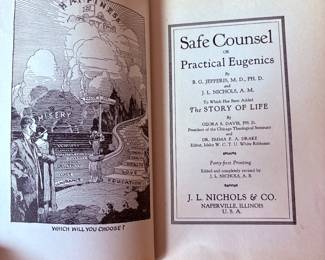 HAPPINESS
MISERY
EDUCATION
WHICH WILL YOU CHOOSE?
Safe Counsel
OR
Practical Eugenics
By
B. G. JEFFERIS, M. D., PH. D.
and
J. L. NICHOLS, A. M.
To Which Has Been Added
The STORY OF LIFE
By
OZORA S. DAVIS, PH. D.
President of the Chicago Theological Seminary
and
DR. EMMA F. A. DRAKE
Editor, Idaho W. C. T. U. White Ribboner
Forty-first Printing
Edited and completely revised by
J. L. NICHOLS, A. B.
J. L. NICHOLS & CO.
NAPERVILLE, ILLINOIS
U. S. A.